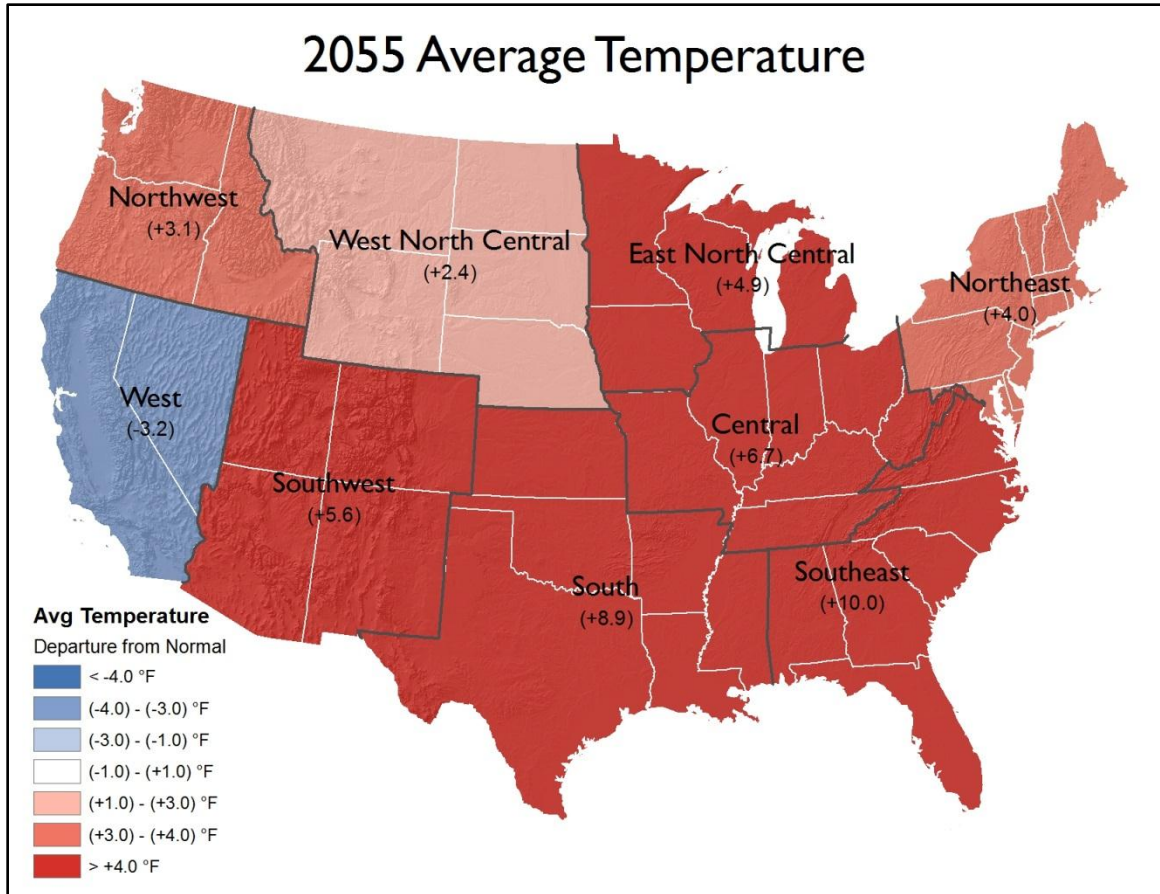 2055 Average Temperature
Northwest
(+3.1)
West North Central
(+2.4)
East North Central
(+4.9)
Northeast
(+4.0)
West
(-3.2)
Central
(+6.7)
Southwest
(+5.6)
South
(+8.9)
Southeast
(+10.0)
Avg Temperature
Departure from Normal
< -4.0 °F
(-4.0) - (-3.0) °F
(-3.0) - (-1.0) °F
(-1.0) - (+1.0) °F
(+1.0) - (+3.0) °F
(+3.0) - (+4.0) °F
> +4.0 °F